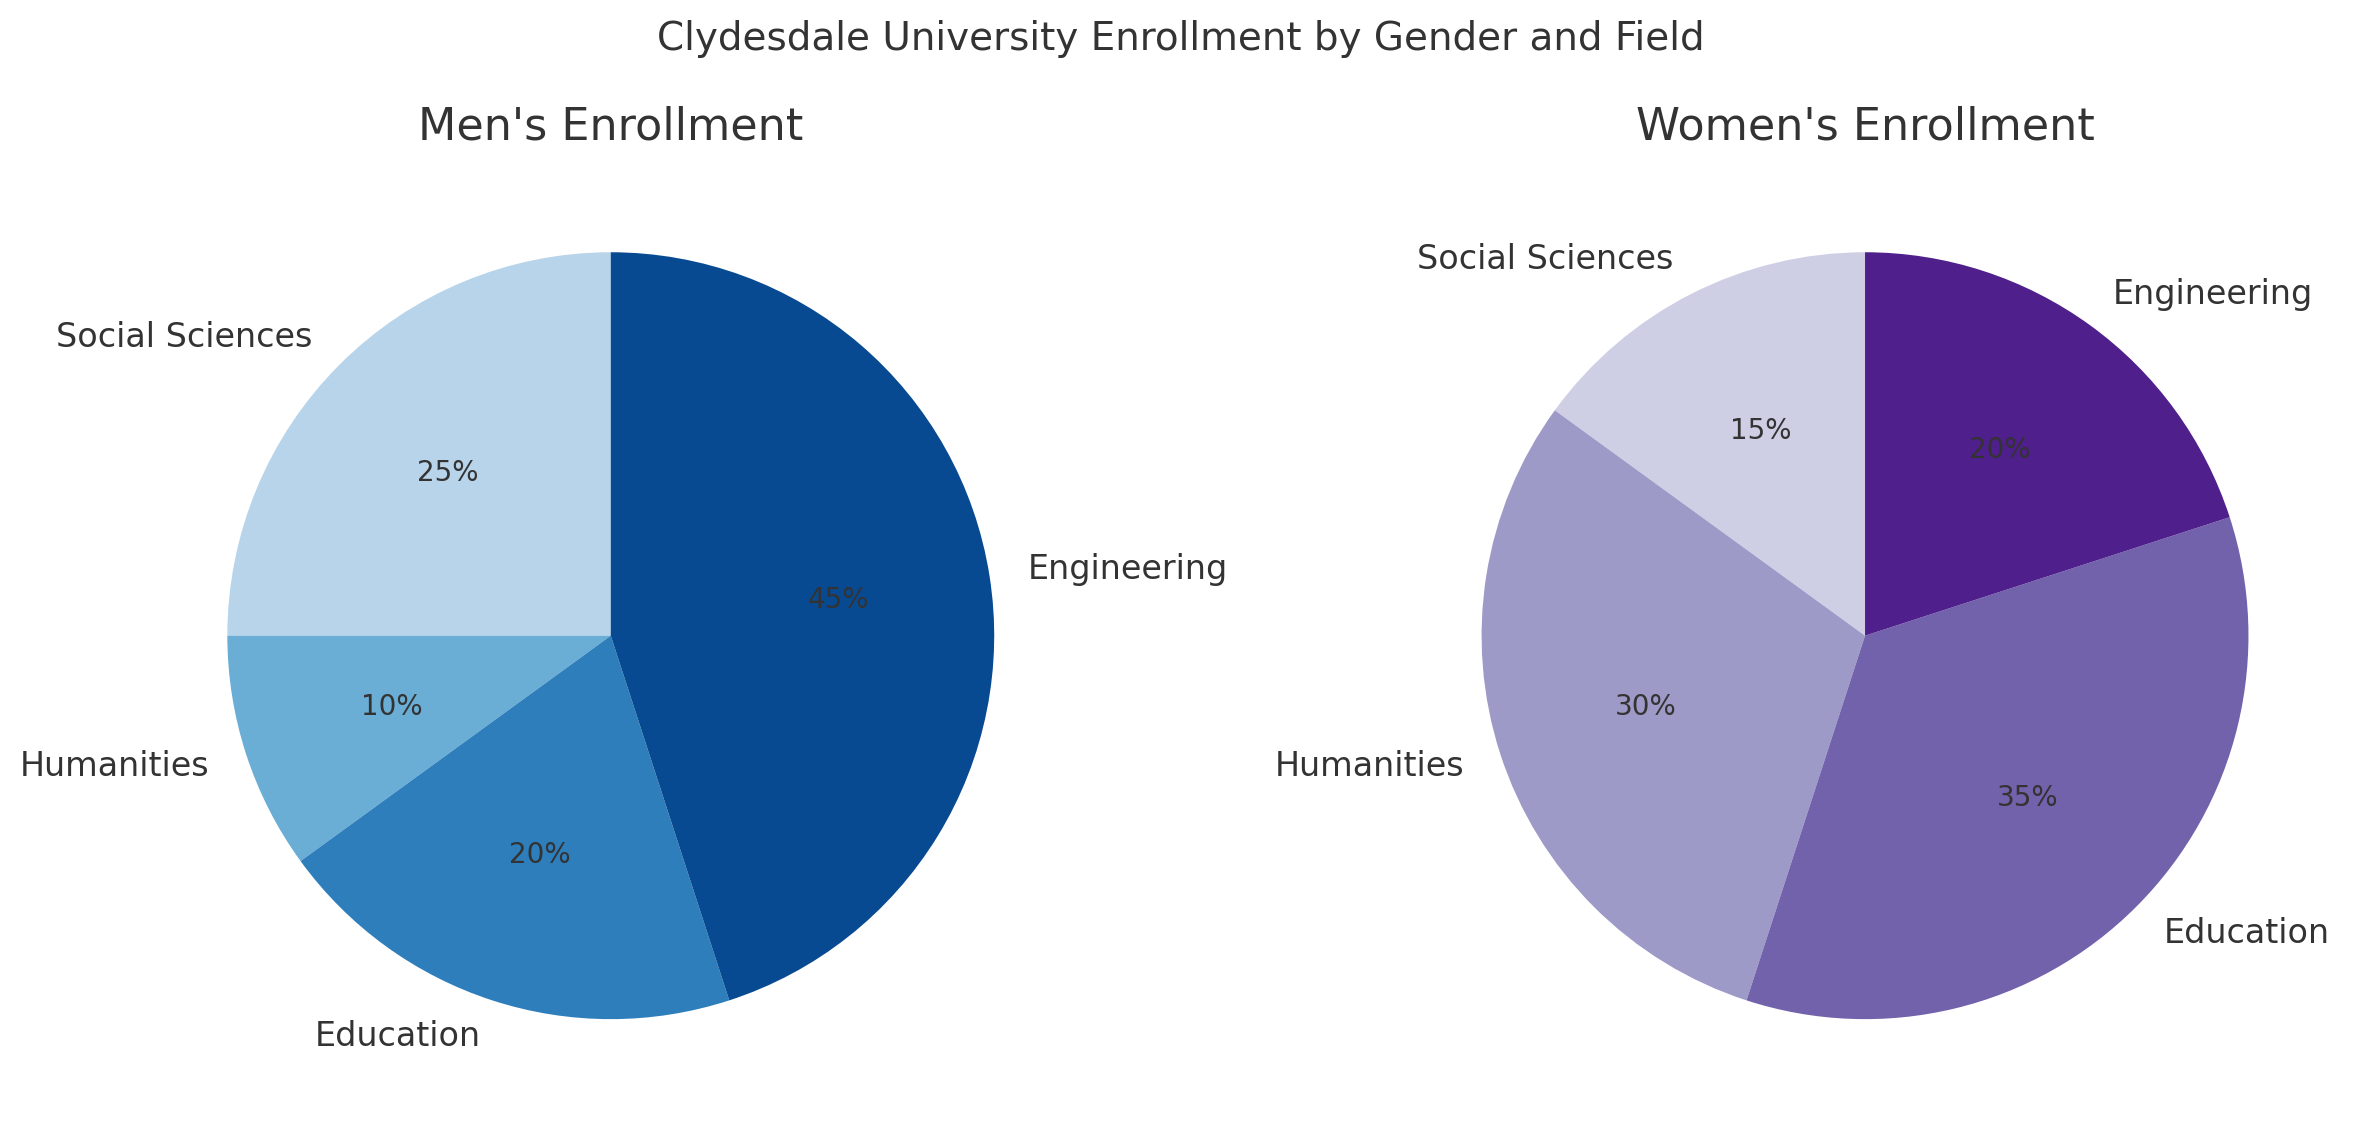 Clydesdale University Enrollment by Gender and Field
Men's Enrollment
Social Sciences
25%
Engineering
45%
Humanities
10%
20%
Education
Women's Enrollment
Social Sciences
15%
Engineering
20%
Humanities
30%
35%
Education